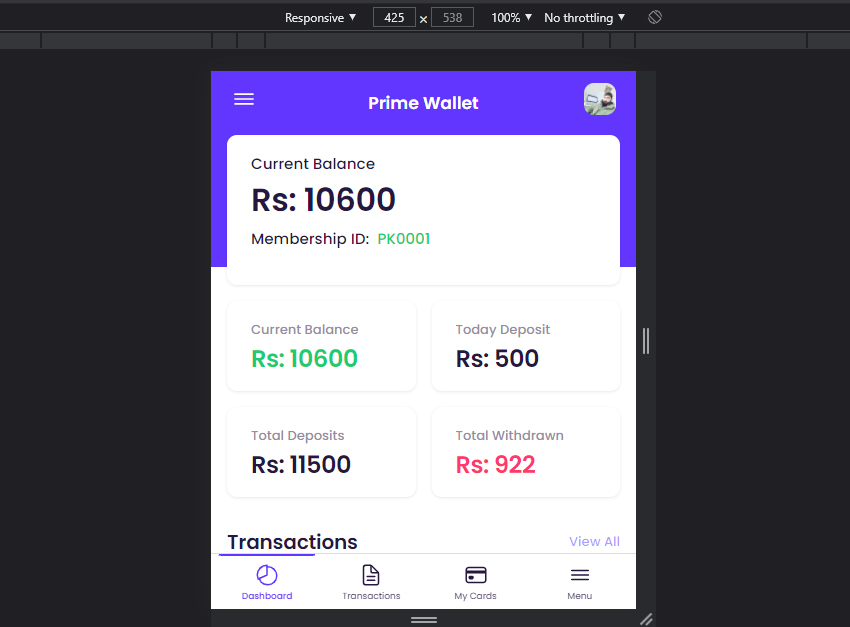 Responsive ▼ 425 × 538 100% ▼ No throttling ▼
Prime Wallet
Current Balance
Rs: 10600
Membership ID: PK0001
Current Balance
Rs: 10600
Today Deposit
Rs: 500
Total Deposits
Rs: 11500
Total Withdrawn
Rs: 922
Transactions View All
Dashboard Transactions My Cards Menu